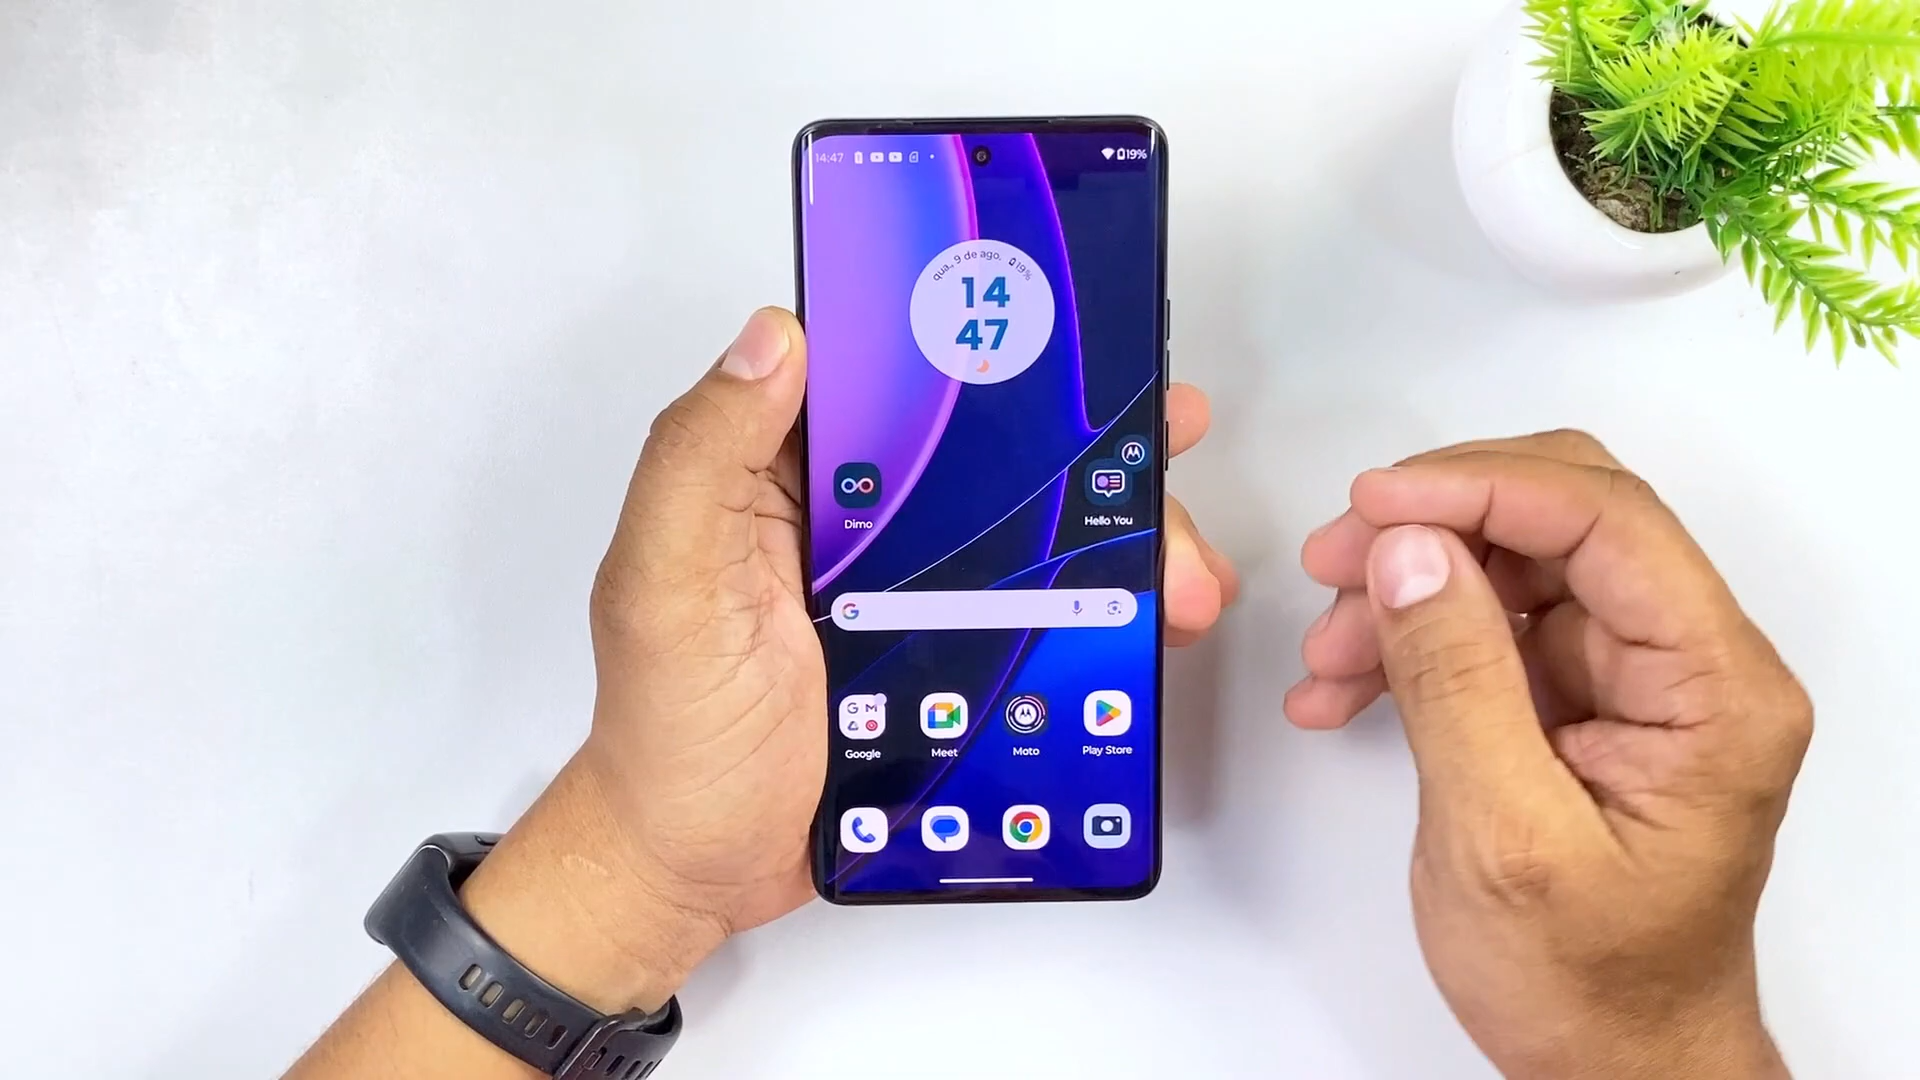 14:47
19%
qua., 9 de ago. 19%
14
47
Dimo
Hello You
Google
Meet
Moto
Play Store